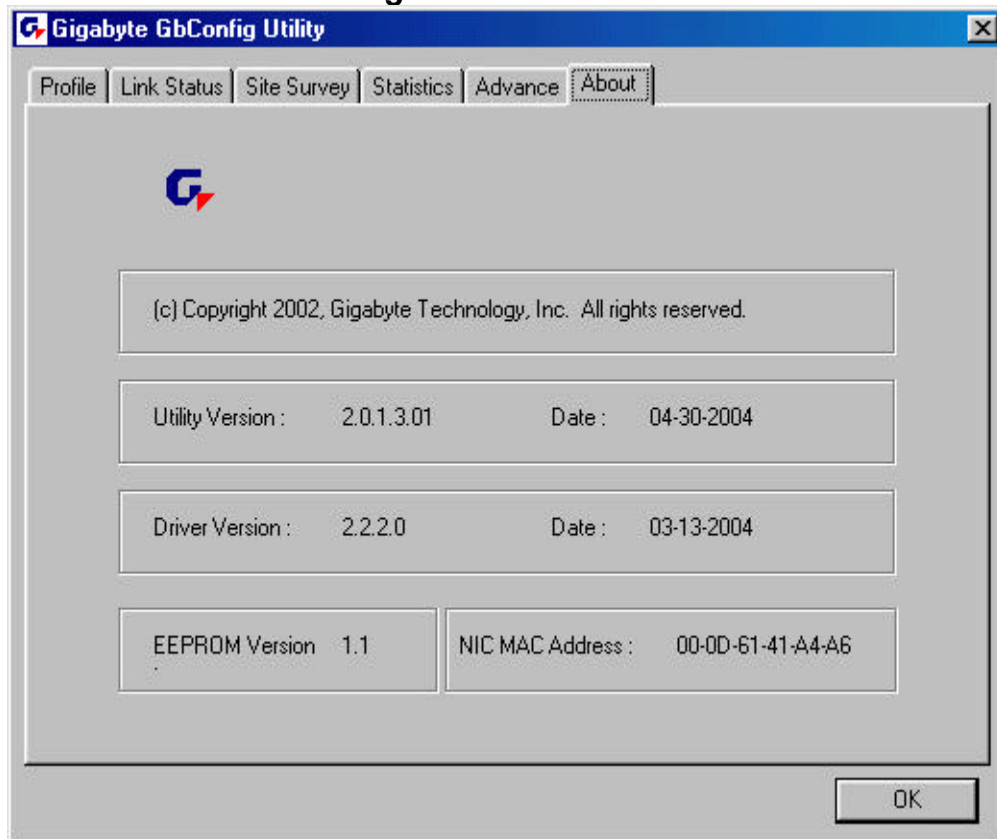 Gigabyte GbConfig Utility
Profile Link Status Site Survey Statistics Advance About
(c) Copyright 2002, Gigabyte Technology, Inc. All rights reserved.
Utility Version : 2.0.1.3.01 Date : 04-30-2004
Driver Version : 2.2.2.0 Date : 03-13-2004
EEPROM Version 1.1 NIC MAC Address : 00-0D-61-41-A4-A6
OK